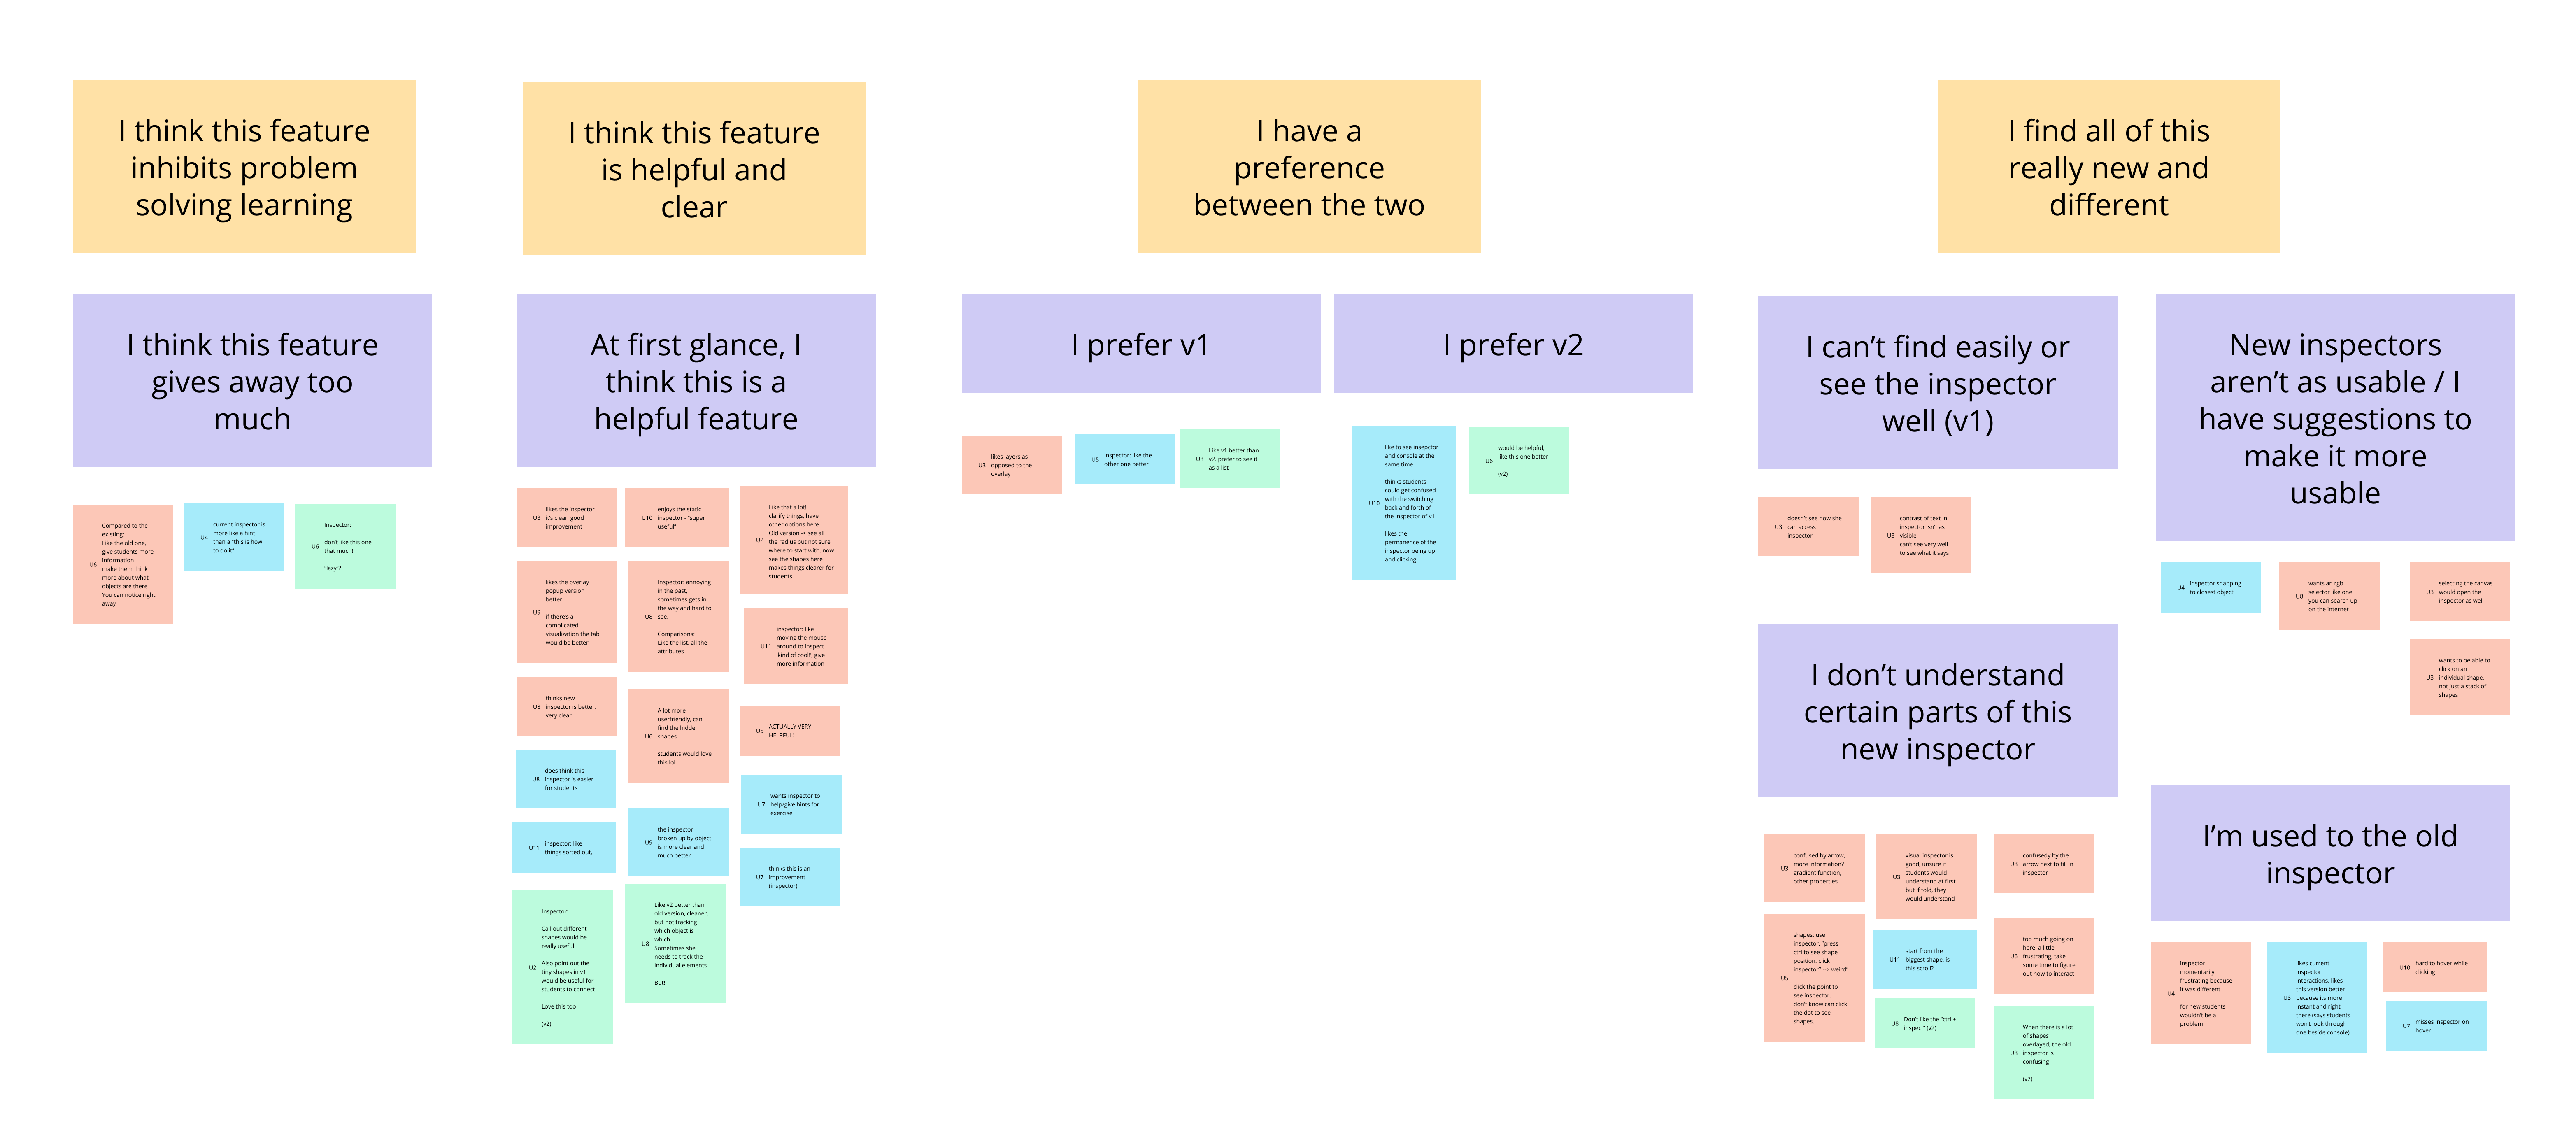 I think this feature
inhibits problem
solving learning
I think this feature
gives away too
much
U6
Compared to the
existing:
Like the old one,
give students more
information
make them think
more about what
objects are there
You can notice right
away
U4
current inspector is
more like a hint
than a "this is how
to do it"
U6
Inspector:
don't like this one
that much!
"lazy"?
I think this feature
is helpful and
clear
At first glance, I
think this is a
helpful feature
U3
likes the inspector
it's clear, good
improvement
U10
enjoys the static
inspector - "super
useful"
U2
Like that a lot!
clarify things, have
other options here
Old version -> see all
the radius but not sure
where to start with, now
see the shapes here
makes things clearer for
students
U9
likes the overlay
popup version
better
if there's a
complicated
visualization the tab
would be better
U8
Inspector: annoying
in the past,
sometimes gets in
the way and hard to
see.
Comparisons:
Like the list, all the
attributes
U11
inspector: like
moving the mouse
around to inspect.
'kind of cool!', give
more information
U8
thinks new
inspector is better,
very clear
U6
A lot more
userfriendly, can
find the hidden
shapes
students would love
this lol
U5
ACTUALLY VERY
HELPFUL!
U8
does think this
inspector is easier
for students
U9
the inspector
broken up by object
is more clear and
much better
U7
wants inspector to
help/give hints for
exercise
U11
inspector: like
things sorted out,
U7
thinks this is an
improvement
(inspector)
U2
Inspector:
Call out different
shapes would be
really useful
Also point out the
tiny shapes in v1
would be useful for
students to connect
Love this too
(v2)
U8
Like v2 better than
old version, cleaner.
but not tracking
which object is
which
Sometimes she
needs to track the
individual elements
But!
I have a
preference
between the two
I prefer v1
U3
likes layers as
opposed to the
overlay
U5
inspector: like the
other one better
U8
Like v1 better than
v2. prefer to see it
as a list
I prefer v2
U10
like to see insepctor
and console at the
same time
thinks students
could get confused
with the switching
back and forth of
the inspector of v1
likes the
permanence of the
inspector being up
and clicking
U6
would be helpful,
like this one better
(v2)
I find all of this
really new and
different
I can't find easily or
see the inspector
well (v1)
U3
doesn't see how she
can access
inspector
U3
contrast of text in
inspector isn't as
visible
can't see very well
to see what it says
I don't understand
certain parts of this
new inspector
U3
confused by arrow,
more information?
gradient function,
other properties
U3
visual inspector is
good, unsure if
students would
understand at first
but if told, they
would understand
U8
confusedy by the
arrow next to fill in
inspector
U5
shapes: use
inspector, "press
ctrl to see shape
position. click
inspector? --> weird"
click the point to
see inspector.
don't know can click
the dot to see
shapes.
U11
start from the
biggest shape, is
this scroll?
U6
too much going on
here, a little
frustrating, take
some time to figure
out how to interact
U8
Don't like the "ctrl +
inspect" (v2)
U8
When there is a lot
of shapes
overlayed, the old
inspector is
confusing
(v2)
New inspectors
aren't as usable / I
have suggestions to
make it more
usable
U4
inspector snapping
to closest object
U8
wants an rgb
selector like one
you can search up
on the internet
U3
selecting the canvas
would open the
inspector as well
U3
wants to be able to
click on an
individual shape,
not just a stack of
shapes
I'm used to the old
inspector
U4
inspector
momentarily
frustrating because
it was different
for new students
wouldn't be a
problem
U3
likes current
inspector
interactions, likes
this version better
because its more
instant and right
there (says students
won't look through
one beside console)
U10
hard to hover while
clicking
U7
misses inspector on
hover